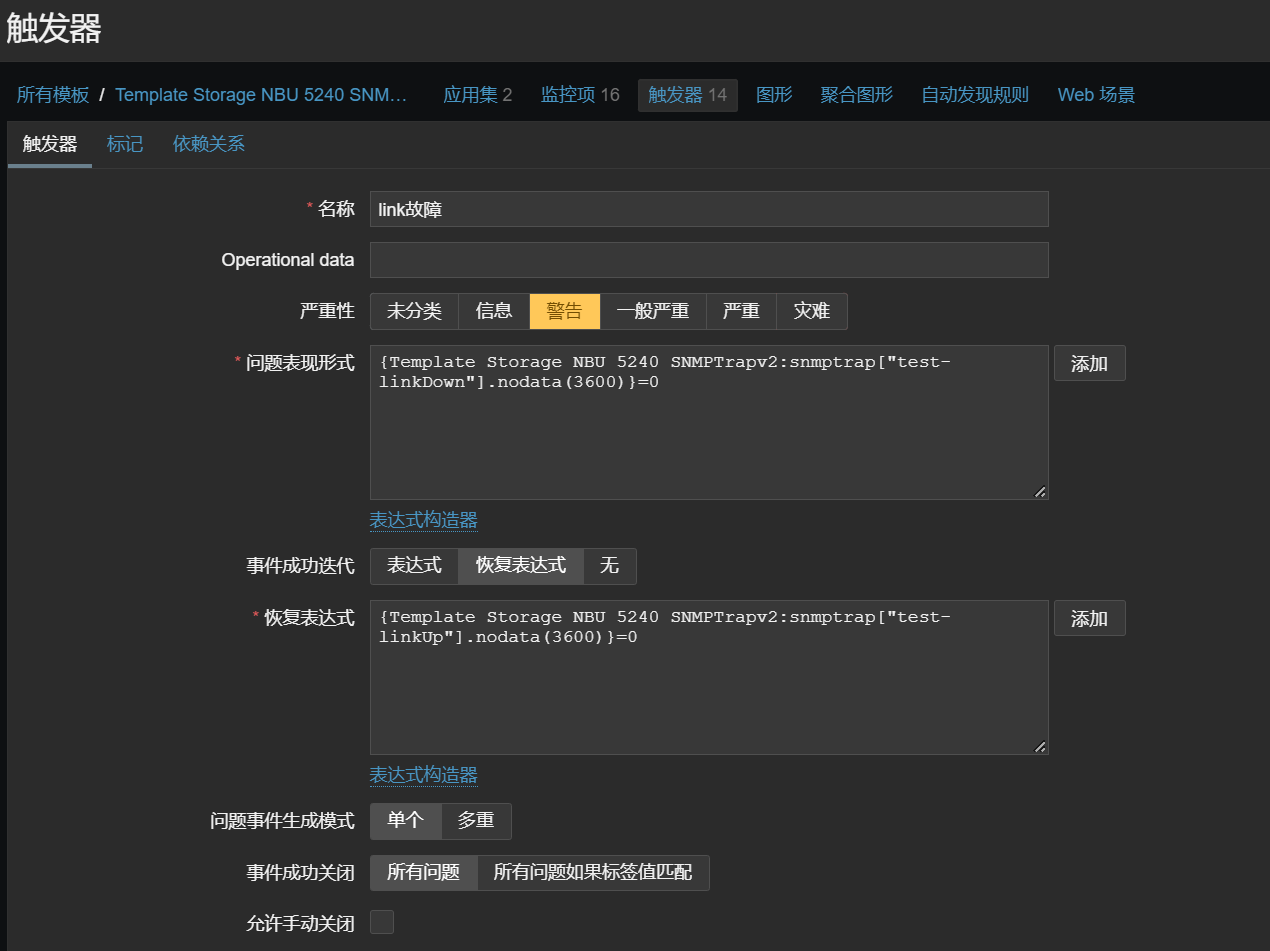 触发器
所有模板 / Template Storage NBU 5240 SNM… 应用集 2 监控项 16 触发器 14 图形 聚合图形 自动发现规则 Web 场景
触发器 标记 依赖关系
* 名称 link故障
Operational data
严重性 未分类 信息 警告 一般严重 严重 灾难
* 问题表现形式 {Template Storage NBU 5240 SNMPTrapv2:snmptrap["test- 添加
linkDown"].nodata(3600)}=0
表达式构造器
事件成功迭代 表达式 恢复表达式 无
* 恢复表达式 {Template Storage NBU 5240 SNMPTrapv2:snmptrap["test- 添加
linkUp"].nodata(3600)}=0
表达式构造器
问题事件生成模式 单个 多重
事件成功关闭 所有问题 所有问题如果标签值匹配
允许手动关闭